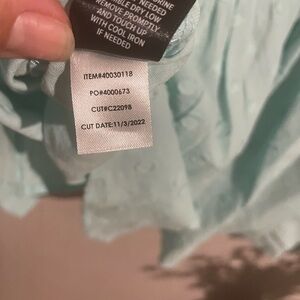 TUMBLE DRY LOW
REMOVE PROMPTLY
AND TOUCH UP
WITH COOL IRON
IF NEEDED
ITEM#40030118
PO#4000673
CUT#C22098
CUT DATE:11/3/2022